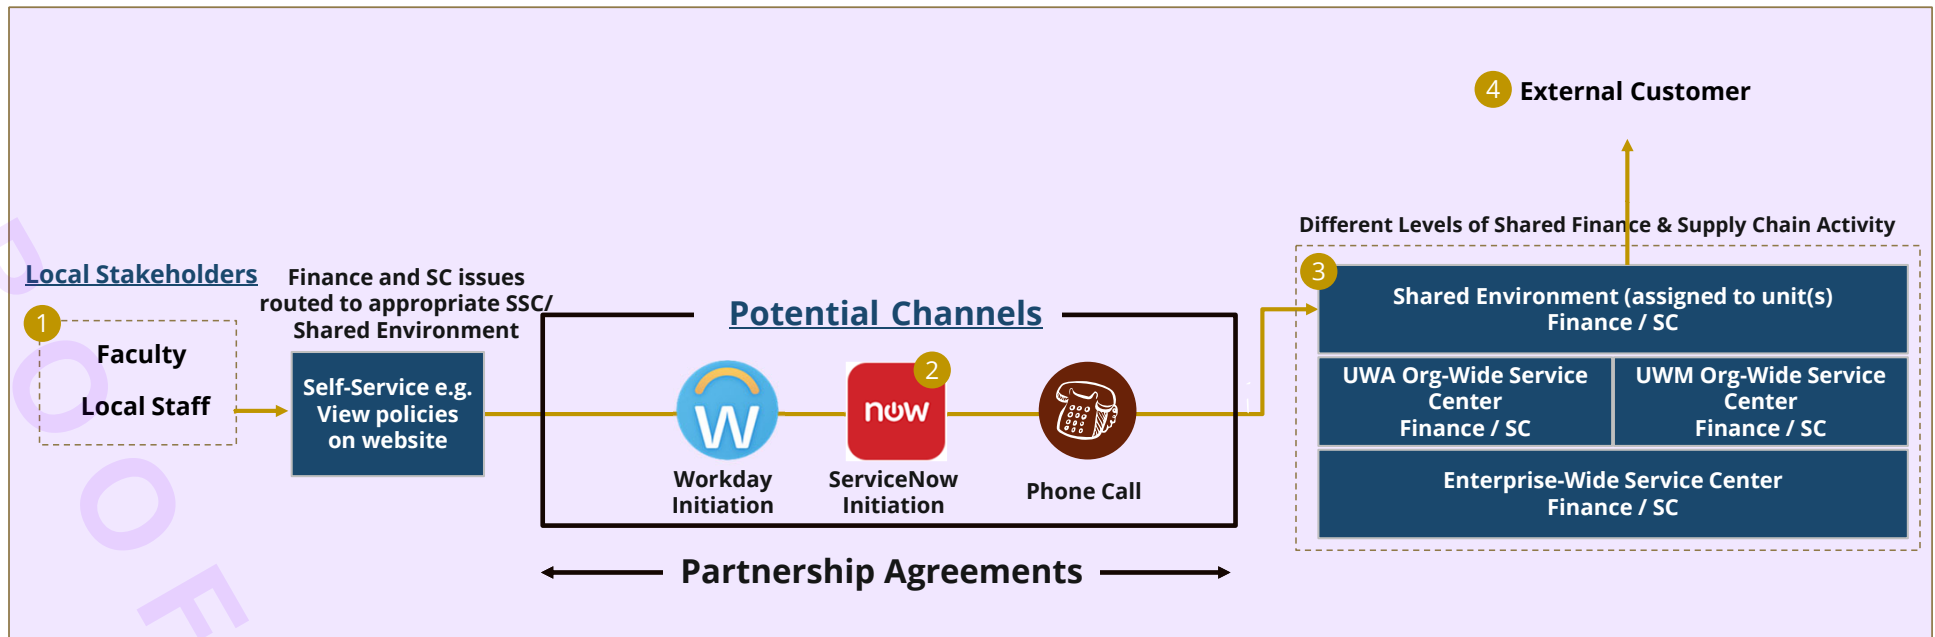 4 External Customer
Different Levels of Shared Finance & Supply Chain Activity
Local Stakeholders
1
Faculty
Local Staff
Finance and SC issues
routed to appropriate SSC/
Shared Environment
Self-Service e.g.
View policies
on website
Potential Channels
W
2
now
Workday
Initiation
ServiceNow
Initiation
Phone Call
Partnership Agreements
3
Shared Environment (assigned to unit(s)
Finance / SC
UWA Org-Wide Service
Center
Finance / SC
UWM Org-Wide Service
Center
Finance / SC
Enterprise-Wide Service Center
Finance / SC